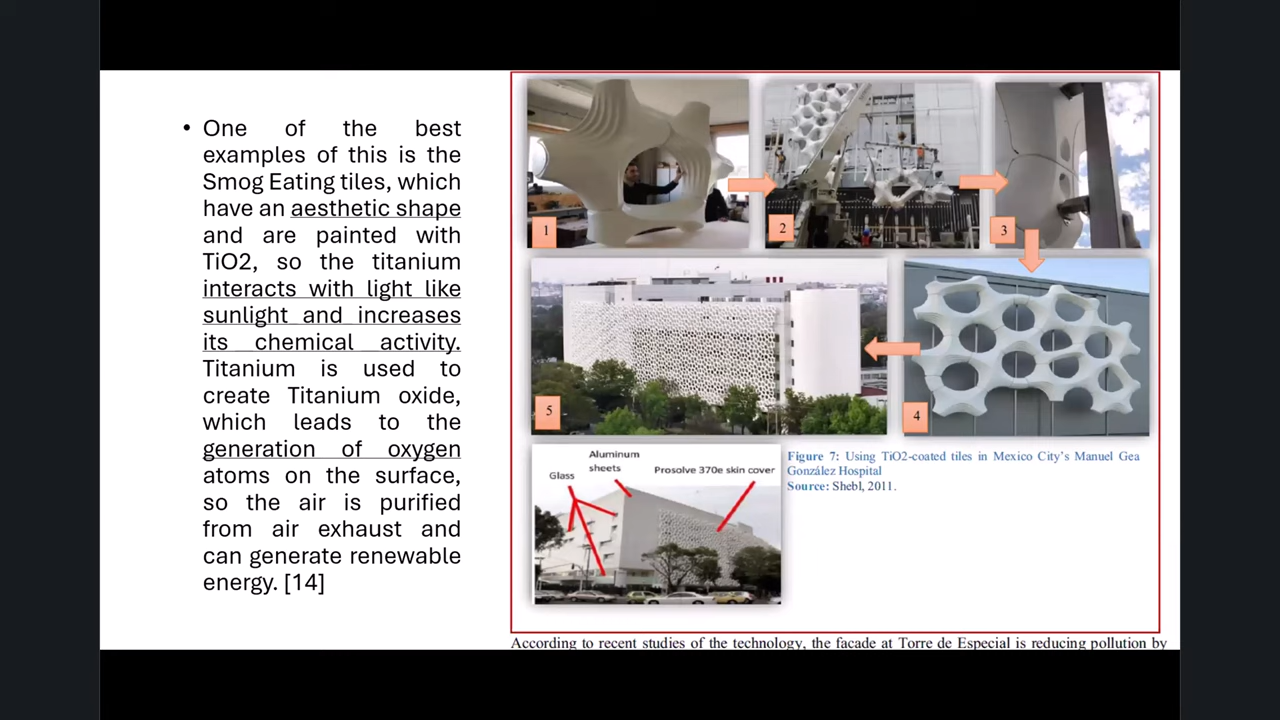 • One of the best
examples of this is the
Smog Eating tiles, which
have an aesthetic shape
and are painted with
TiO2, so the titanium
interacts with light like
sunlight and increases
its chemical activity.
Titanium is used to
create Titanium oxide,
which leads to the
generation of oxygen
atoms on the surface,
so the air is purified
from air exhaust and
can generate renewable
energy. [14]
1
2
3
4
5
Aluminum
sheets
Glass
Prosolve 370e skin cover
Figure 7: Using TiO2-coated tiles in Mexico City's Manuel Gea
González Hospital
Source: Shebl, 2011.
According to recent studies of the technology, the facade at Torre de Especial is reducing pollution by